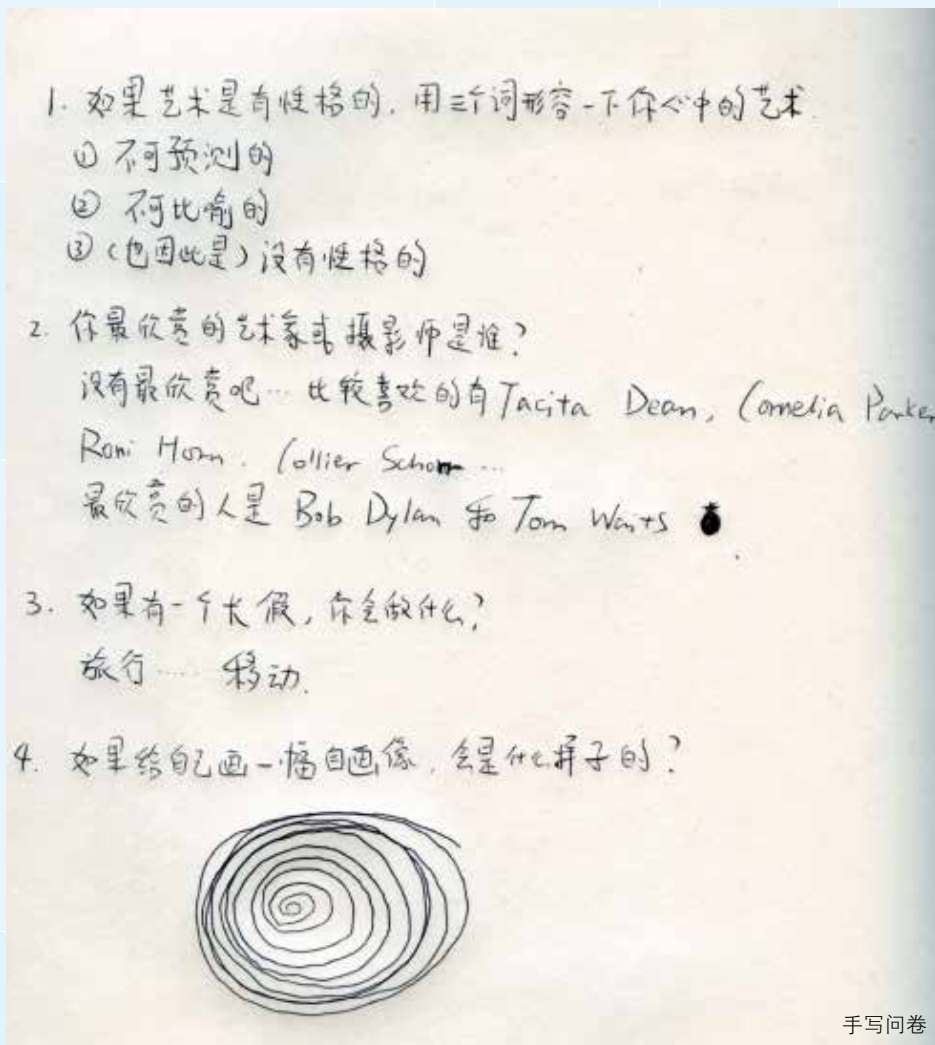 1. 如果艺术是有性格的, 用三个词形容一下你心中的艺术.
① 不可预测的
② 不可比喻的
③ (也因此是) 没有性格的
2. 你最欣赏的艺术家或摄影师是谁?
没有最欣赏吧… 比较喜欢的有 Tacita Dean, Cornelia Parker
Roni Horn. Collier Schorr …
最欣赏的人是 Bob Dylan 和 Tom Waits
3. 如果有一个长假, 你会做什么?
旅行…… 移动.
4. 如果给自己画一幅自画像, 会是什么样子的?
手写问卷